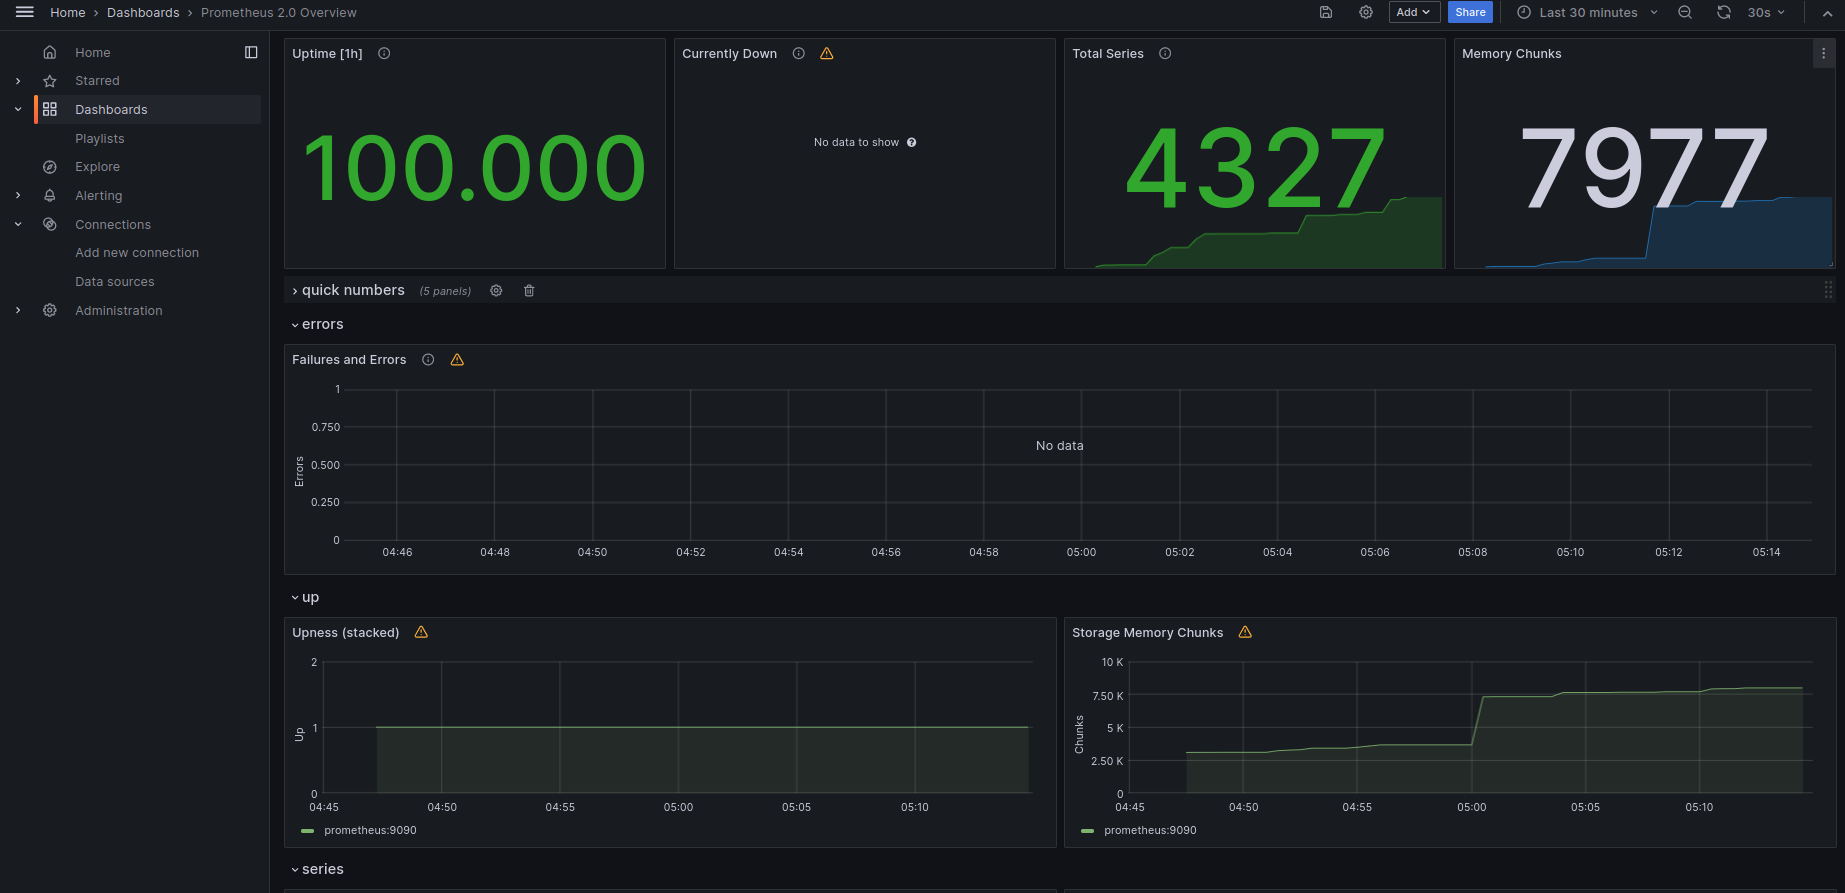 Home › Dashboards › Prometheus 2.0 Overview
Add
Share
Last 30 minutes
30s
Home
Starred
Dashboards
Playlists
Explore
Alerting
Connections
Add new connection
Data sources
Administration
Uptime [1h]
100.000
Currently Down
No data to show
Total Series
4327
Memory Chunks
7977
quick numbers (5 panels)
errors
Failures and Errors
Errors
1
0.750
0.500
0.250
0
No data
04:46 04:48 04:50 04:52 04:54 04:56 04:58 05:00 05:02 05:04 05:06 05:08 05:10 05:12 05:14
up
Upness (stacked)
Up
2
1
0
04:45 04:50 04:55 05:00 05:05 05:10
prometheus:9090
Storage Memory Chunks
Chunks
10 K
7.50 K
5 K
2.50 K
0
04:45 04:50 04:55 05:00 05:05 05:10
prometheus:9090
series